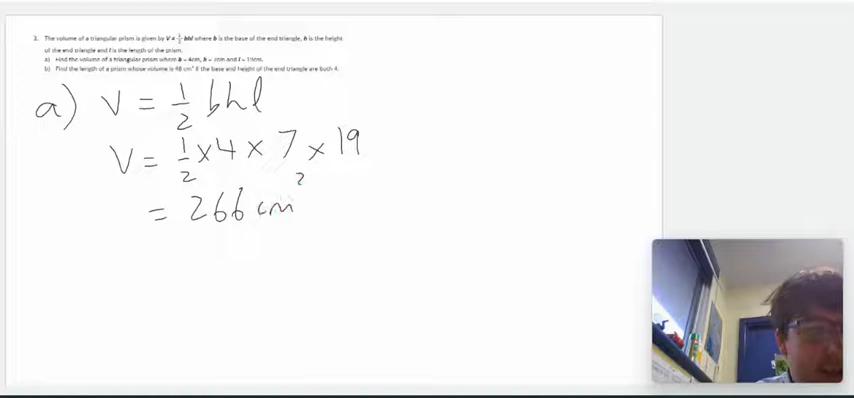 2. The volume of a triangular prism is given by V = 1/2 bhl where b is the base of the end triangle, h is the height
of the end triangle and l is the length of the prism.
a) Find the volume of a triangular prism where b = 4cm, h = 7cm and l = 19cm.
b) Find the length of a prism whose volume is 48 cm³ if the base and height of the end triangle are both 4.
a) V = 1/2 bhl
V = 1/2 × 4 × 7 × 19
= 266 cm²